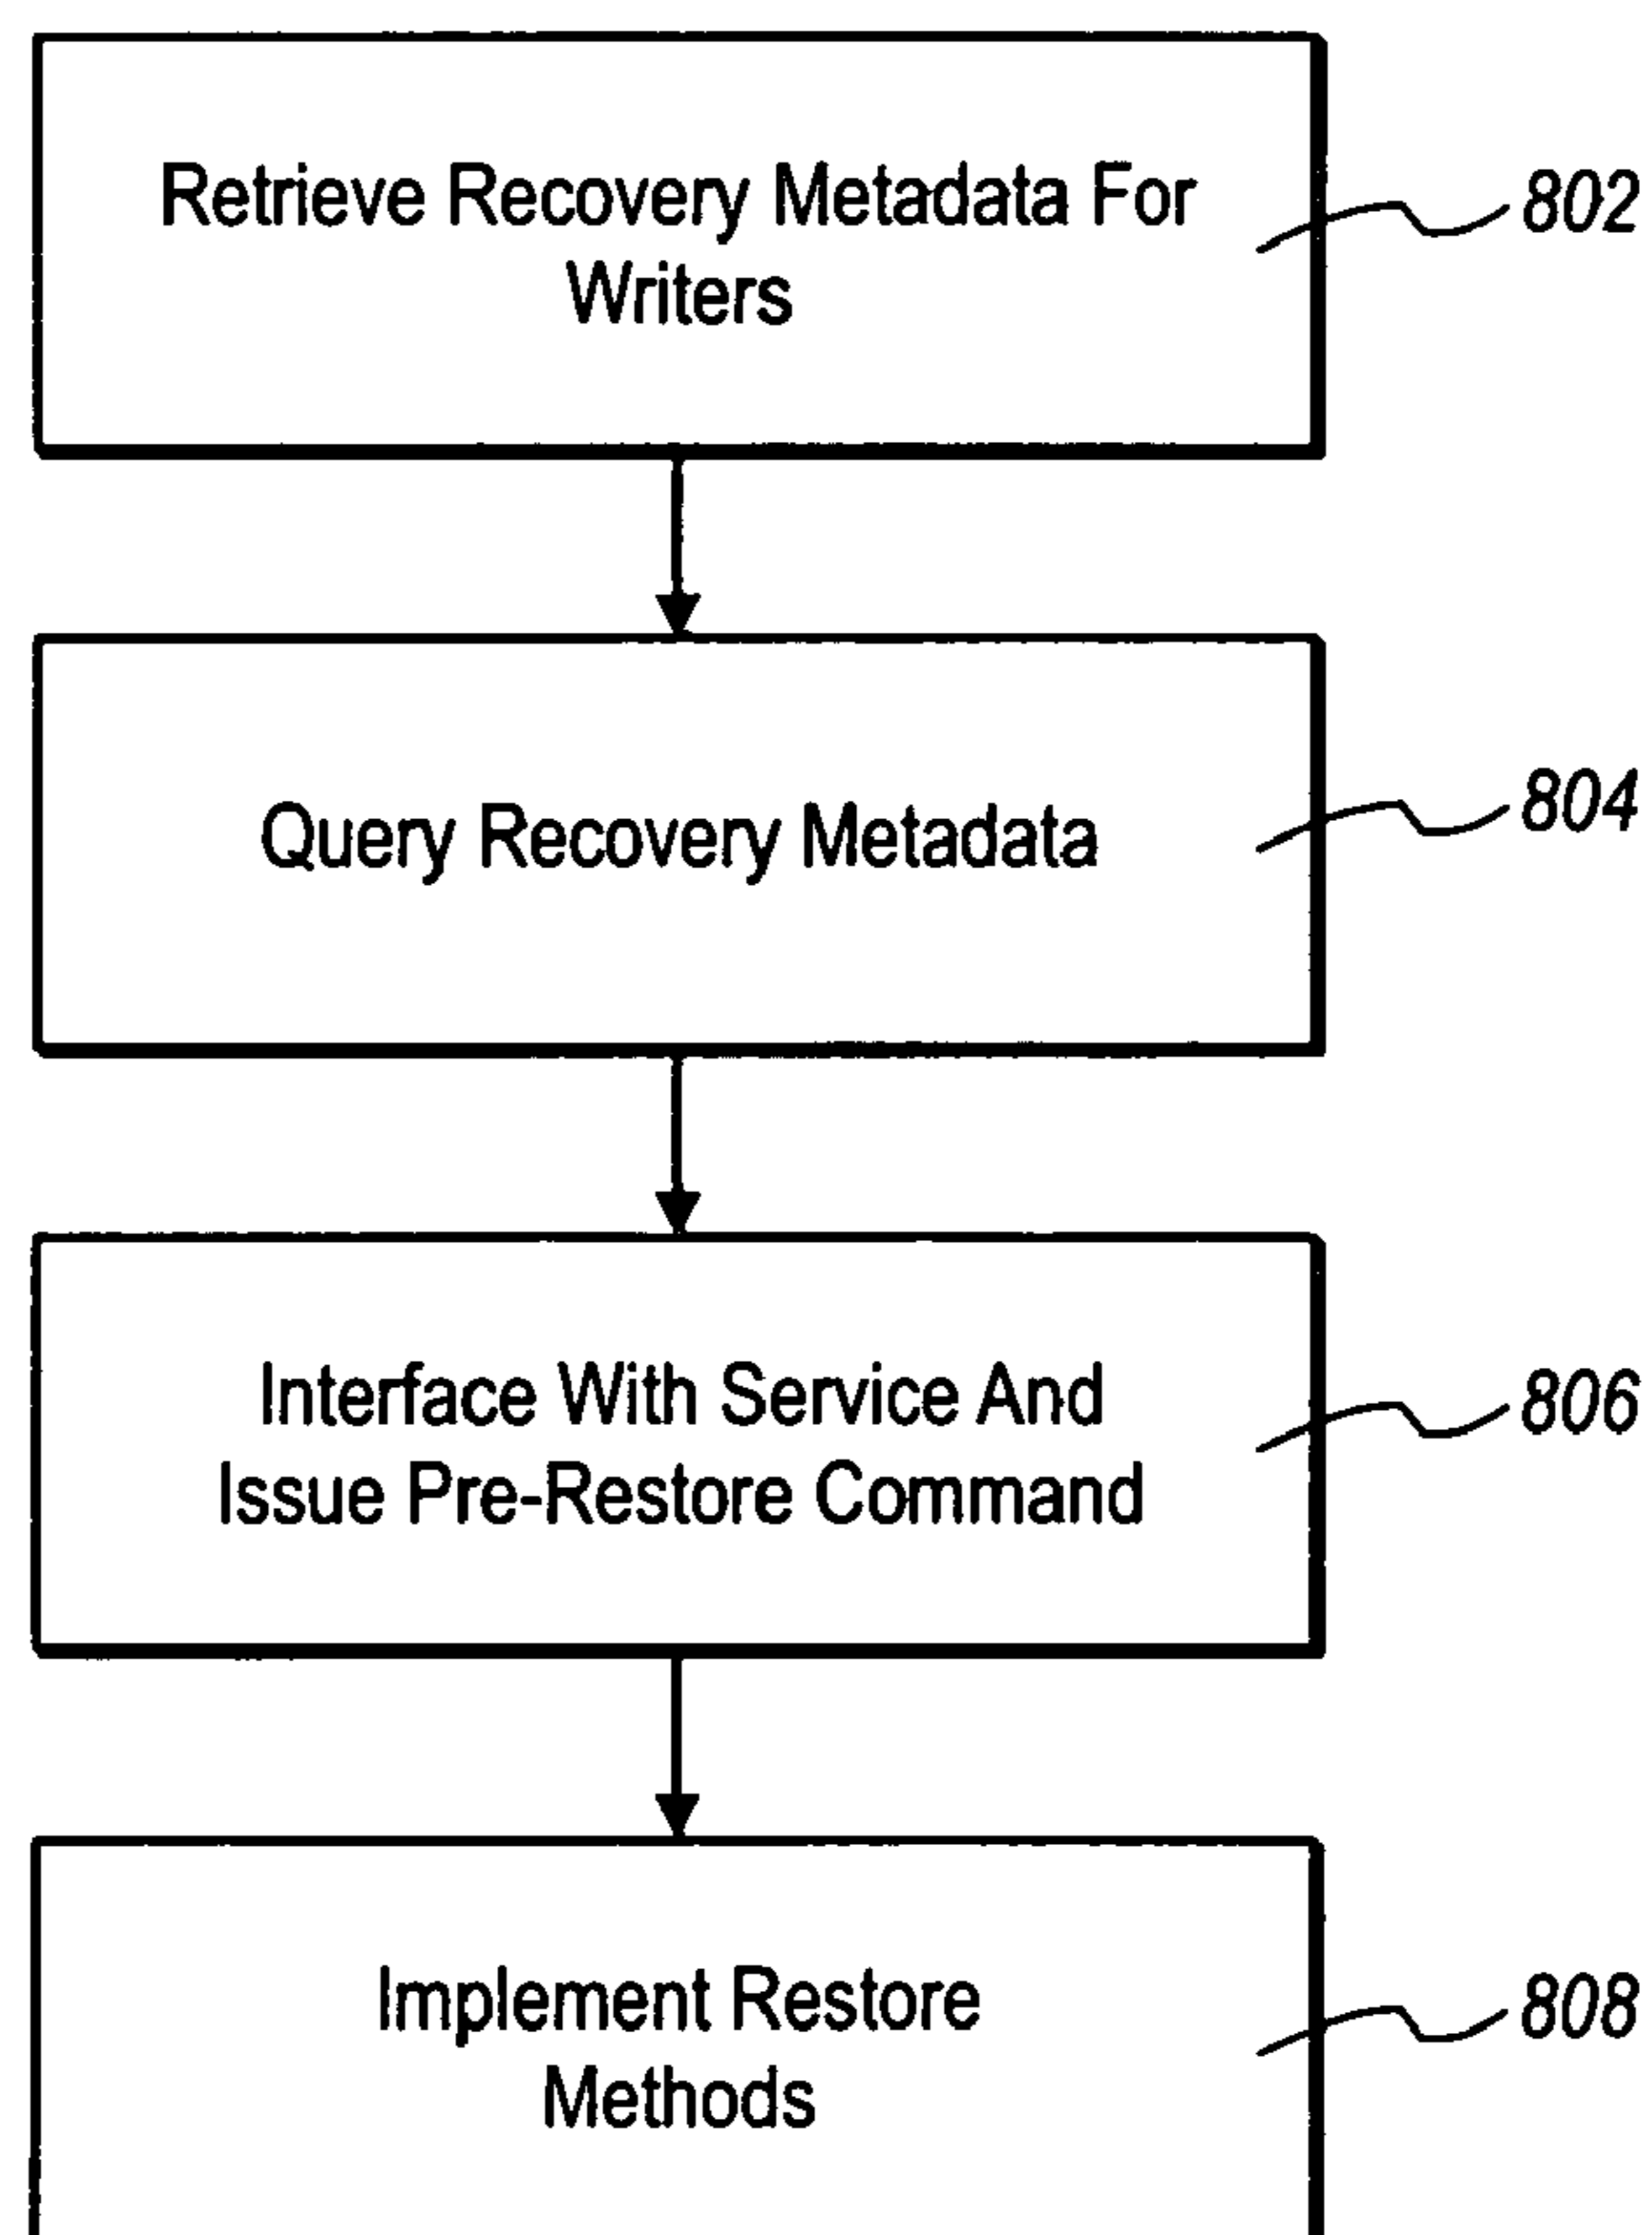 Retrieve Recovery Metadata For
Writers
802
Query Recovery Metadata
804
Interface With Service And
Issue Pre-Restore Command
806
Implement Restore
Methods
808